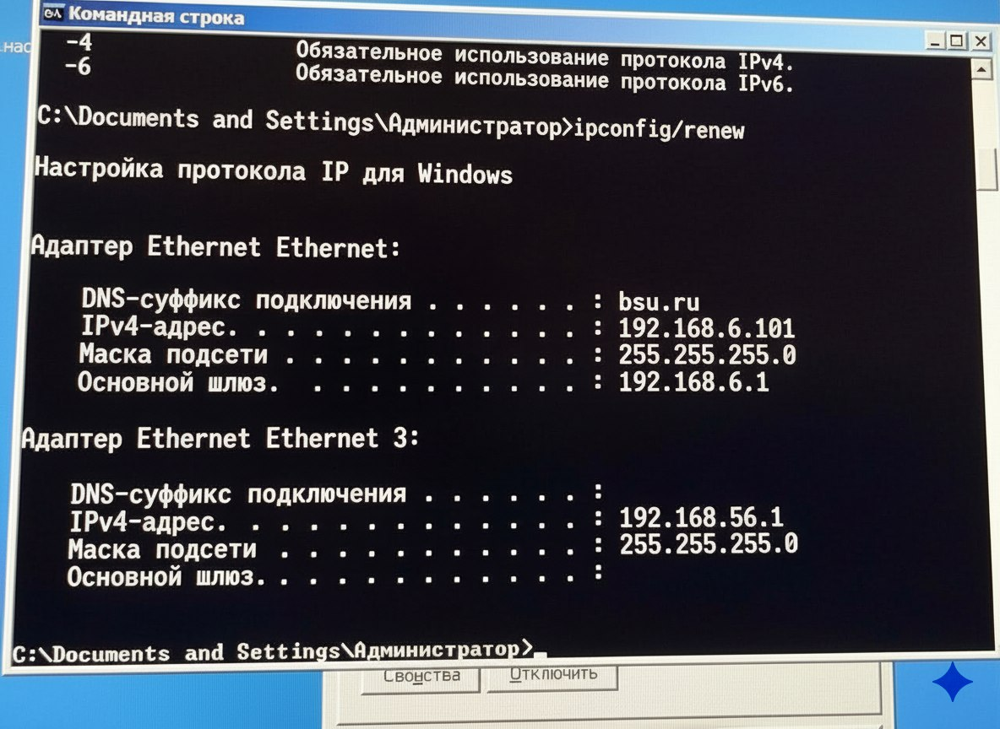 Командная строка
-4 Обязательное использование протокола IPv4.
-6 Обязательное использование протокола IPv6.
C:\Documents and Settings\Администратор>ipconfig/renew
Настройка протокола IP для Windows
Адаптер Ethernet Ethernet:
DNS-суффикс подключения . . . . . . : bsu.ru
IPv4-адрес. . . . . . . . . . . . . : 192.168.6.101
Маска подсети . . . . . . . . . . . : 255.255.255.0
Основной шлюз. . . . . . . . . . . : 192.168.6.1
Адаптер Ethernet Ethernet 3:
DNS-суффикс подключения . . . . . . :
IPv4-адрес. . . . . . . . . . . . . : 192.168.56.1
Маска подсети . . . . . . . . . . . : 255.255.255.0
Основной шлюз. . . . . . . . . . . . :
C:\Documents and Settings\Администратор>_
Свойства Отключить